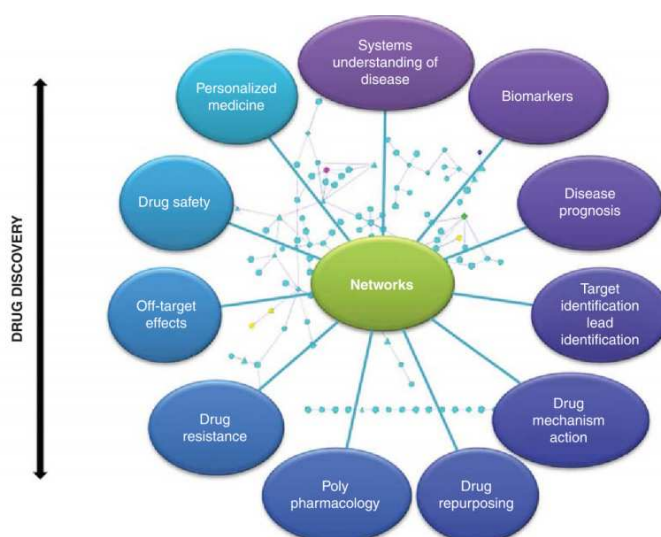 Systems
understanding of
disease
Personalized
medicine
Biomarkers
Drug safety
Disease
prognosis
Networks
Off-target
effects
Target
identification
lead
identification
Drug
resistance
Drug
mechanism
action
Poly
pharmacology
Drug
repurposing
DRUG DISCOVERY